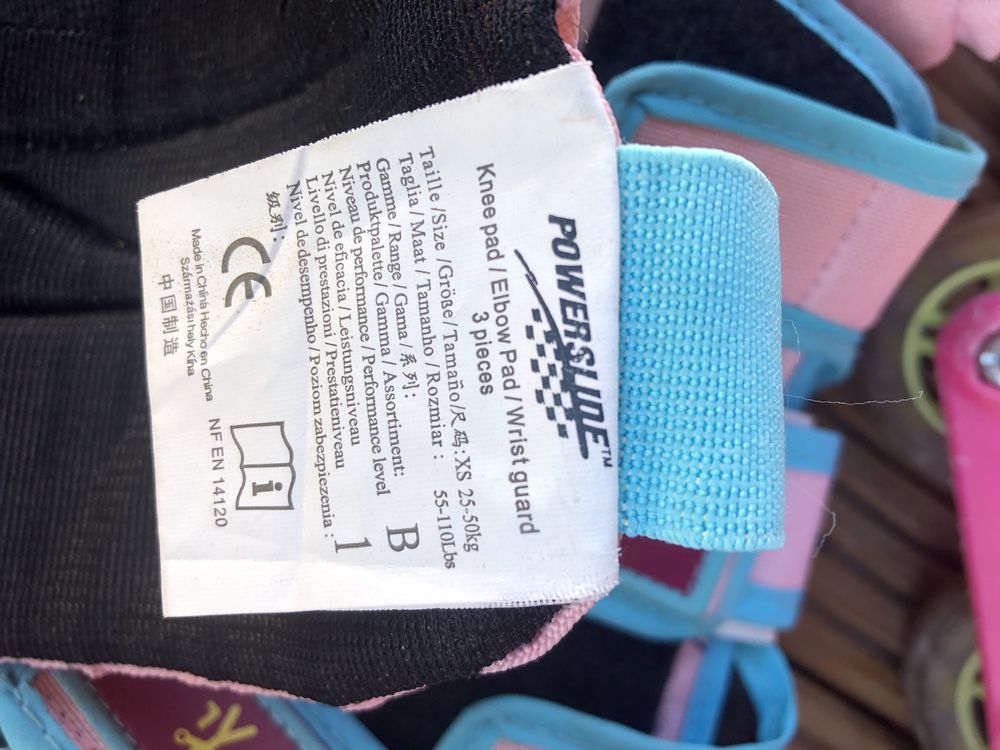 POWERSLIDE™
Knee pad / Elbow Pad / Wrist guard
3 pieces
Taille /Size /Größe/Tamaño/尺码: XS 25-50kg
Taglia / Maat / Tamanho / Rozmiar : 55-110Lbs
Gamme / Range / Gama / 系列:
Produktpalette/ Gamma / Assortiment: B
Niveau de performance / Performance level
Nivel de eficacia / Leistungsniveau
Livello di prestazioni / Prestatieniveau
Nivel de desempenho / Poziom zabezpiezenia : 1
级别:
CE
i
Made in China Hecho en China
Származási hely Kína
NF EN 14120
中国制造